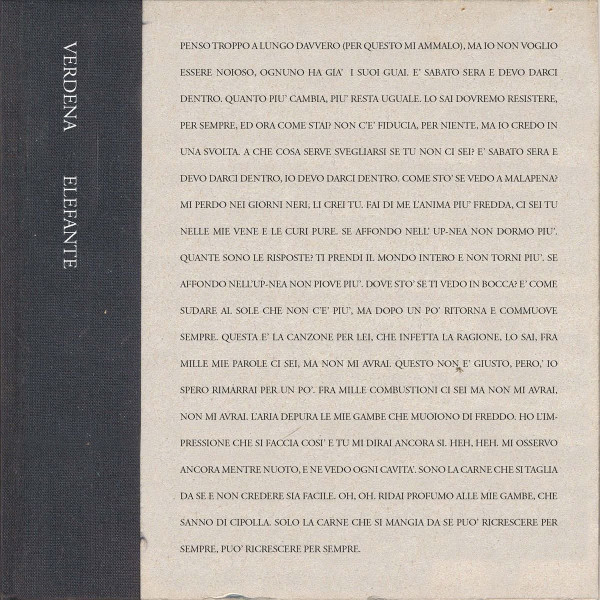 VERDENA ELEFANTE
PENSO TROPPO A LUNGO DAVVERO (PER QUESTO MI AMMALO), MA IO NON VOGLIO
ESSERE NOIOSO, OGNUNO HA GIA' I SUOI GUAI. E' SABATO SERA E DEVO DARCI
DENTRO. QUANTO PIU' CAMBIA, PIU' RESTA UGUALE. LO SAI DOVREMO RESISTERE,
PER SEMPRE, ED ORA COME STAI? NON C'E' FIDUCIA, PER NIENTE, MA IO CREDO IN
UNA SVOLTA. A CHE COSA SERVE SVEGLIARSI SE TU NON CI SEI? E' SABATO SERA E
DEVO DARCI DENTRO, IO DEVO DARCI DENTRO. COME STO' SE VEDO A MALAPENA?
MI PERDO NEI GIORNI NERI, LI CREI TU. FAI DI ME L'ANIMA PIU' FREDDA, CI SEI TU
NELLE MIE VENE E LE CURI PURE. SE AFFONDO NELL' UP-NEA NON DORMO PIU'.
QUANTE SONO LE RISPOSTE? TI PRENDI IL MONDO INTERO E NON TORNI PIU'. SE
AFFONDO NELL'UP-NEA NON PIOVE PIU'. DOVE STO' SE TI VEDO IN BOCCA? E' COME
SUDARE AL SOLE CHE NON C'E' PIU', MA DOPO UN PO' RITORNA E COMMUOVE
SEMPRE. QUESTA E' LA CANZONE PER LEI, CHE INFETTA LA RAGIONE, LO SAI, FRA
MILLE MIE PAROLE CI SEI, MA NON MI AVRAI. QUESTO NON E' GIUSTO, PERO,' IO
SPERO RIMARRAI PER UN PO'. FRA MILLE COMBUSTIONI CI SEI MA NON MI AVRAI,
NON MI AVRAI. L'ARIA DEPURA LE MIE GAMBE CHE MUOIONO DI FREDDO. HO L'IM-
PRESSIONE CHE SI FACCIA COSI' E TU MI DIRAI ANCORA SI. HEH, HEH. MI OSSERVO
ANCORA MENTRE NUOTO, E NE VEDO OGNI CAVITA'. SONO LA CARNE CHE SI TAGLIA
DA SE E NON CREDERE SIA FACILE. OH, OH. RIDAI PROFUMO ALLE MIE GAMBE, CHE
SANNO DI CIPOLLA. SOLO LA CARNE CHE SI MANGIA DA SE PUO' RICRESCERE PER
SEMPRE, PUO' RICRESCERE PER SEMPRE.